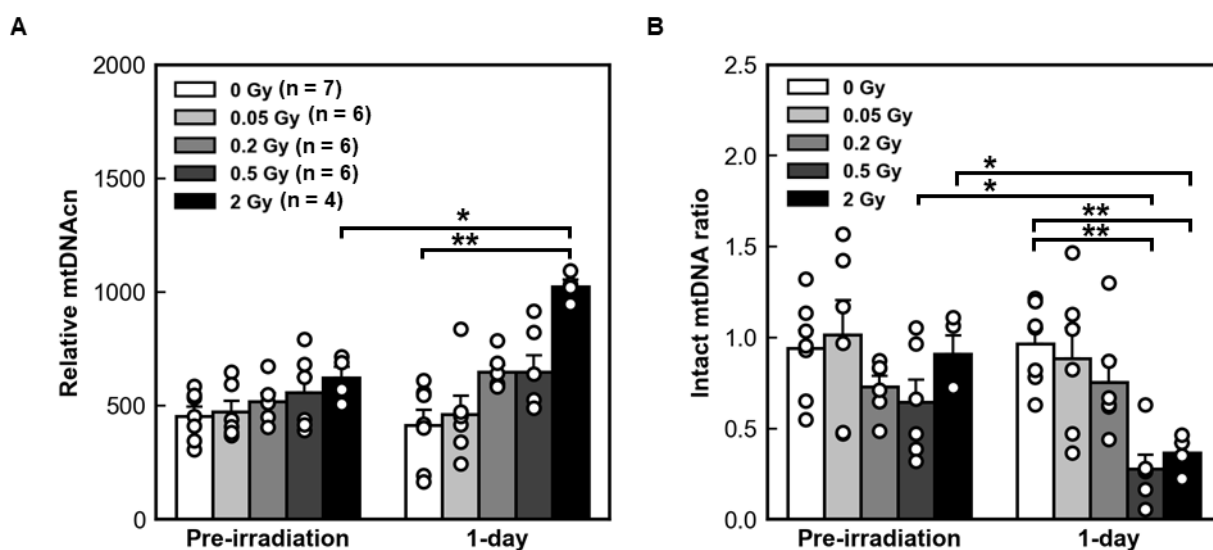 A
Relative mtDNAcn
2000
1500
1000
500
0
0 Gy (n = 7)
0.05 Gy (n = 6)
0.2 Gy (n = 6)
0.5 Gy (n = 6)
2 Gy (n = 4)
*
**
Pre-irradiation 1-day
B
Intact mtDNA ratio
2.5
2.0
1.5
1.0
0.5
0.0
0 Gy
0.05 Gy
0.2 Gy
0.5 Gy
2 Gy
*
*
**
**
Pre-irradiation 1-day